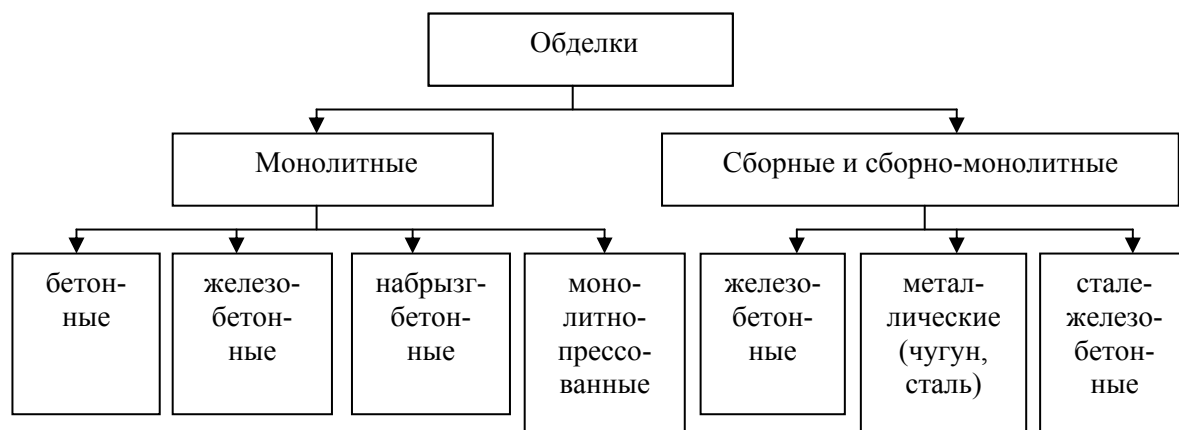 Обделки
Монолитные
Сборные и сборно-монолитные
бетон-
ные
железо-
бетон-
ные
набрызг-
бетон-
ные
моно-
литно-
прессо-
ванные
железо-
бетон-
ные
метал-
лические
(чугун,
сталь)
стале-
железо-
бетон-
ные